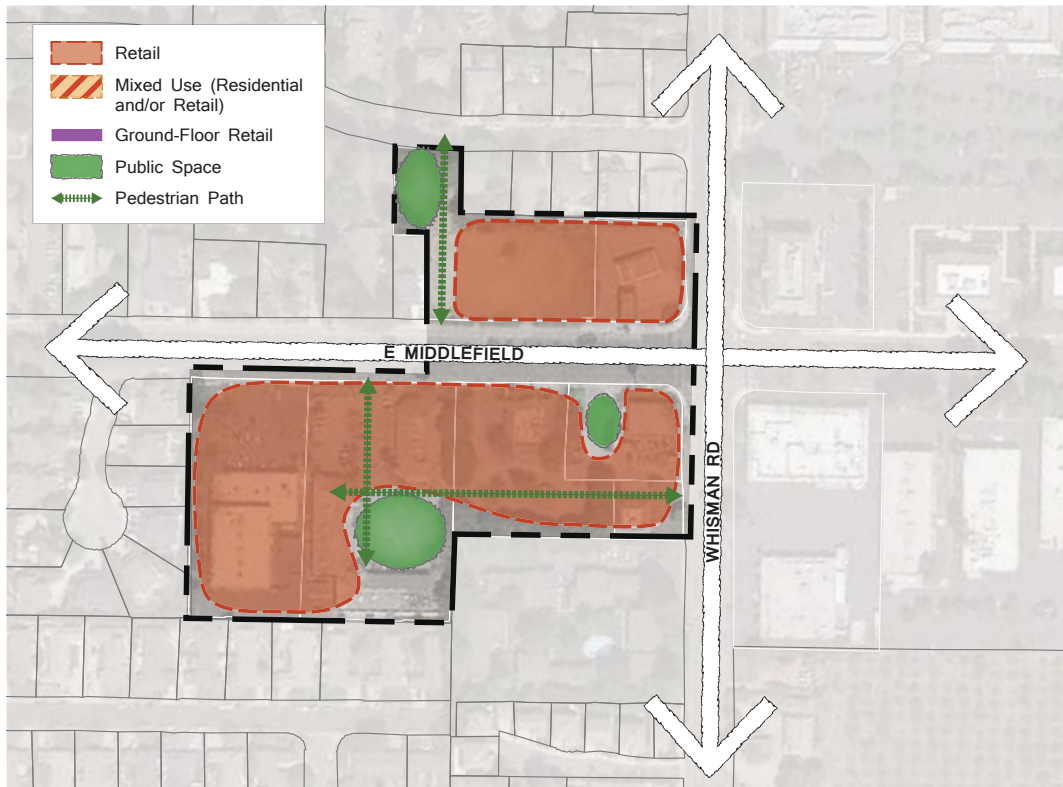 Retail
Mixed Use (Residential
and/or Retail)
Ground-Floor Retail
Public Space
Pedestrian Path
E MIDDLEFIELD
WHISMAN RD